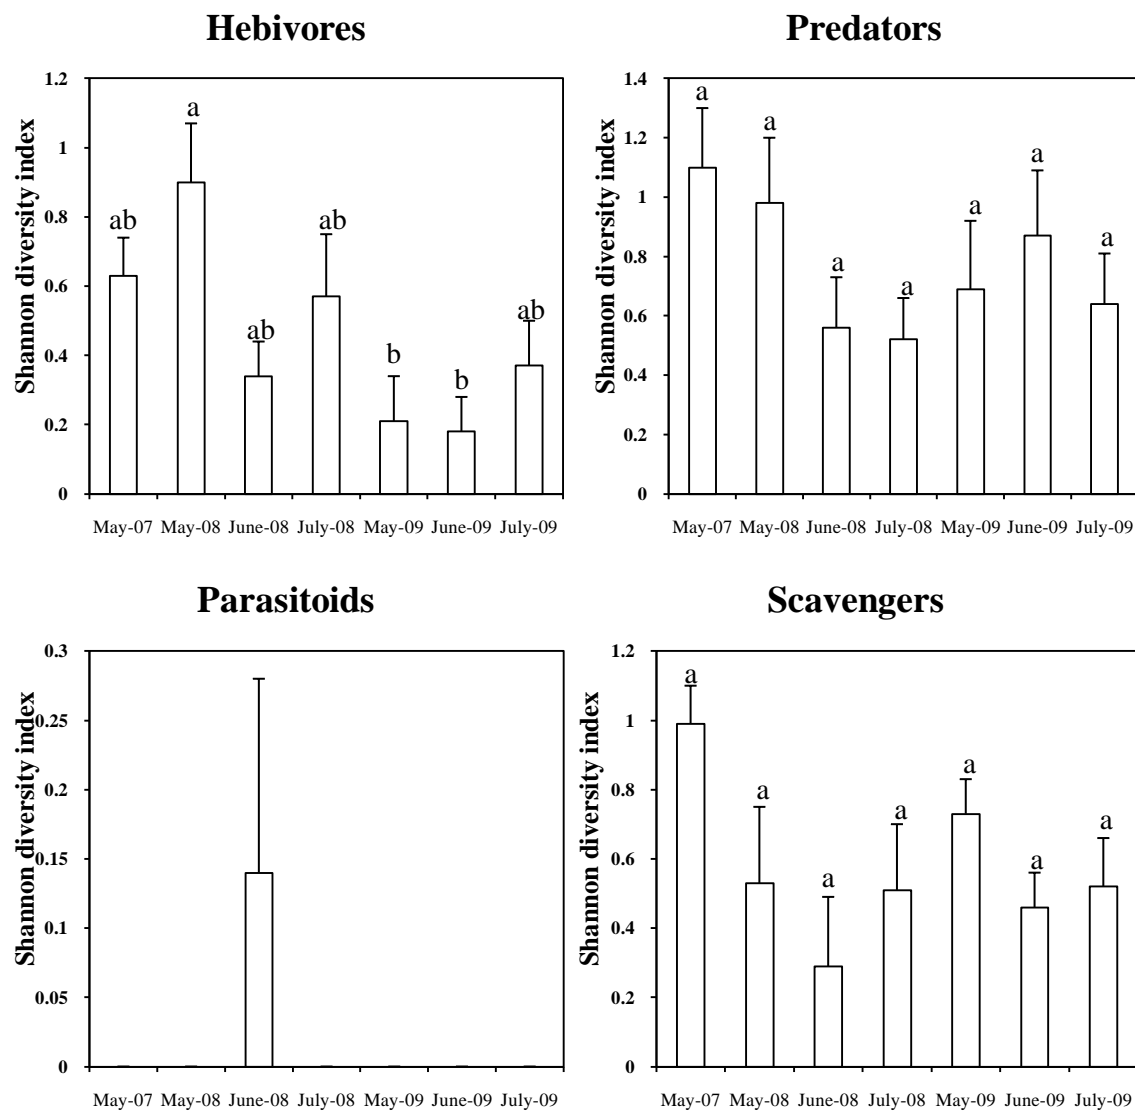 Hebivores
Shannon diversity index
1.2
1
0.8
0.6
0.4
0.2
0
ab
a
ab
ab
b
b
ab
May-07 May-08 June-08 July-08 May-09 June-09 July-09
Predators
Shannon diversity index
1.4
1.2
1
0.8
0.6
0.4
0.2
0
a
a
a
a
a
a
a
May-07 May-08 June-08 July-08 May-09 June-09 July-09
Parasitoids
Shannon diversity index
0.3
0.25
0.2
0.15
0.1
0.05
0
May-07 May-08 June-08 July-08 May-09 June-09 July-09
Scavengers
Shannon diversity index
1.2
1
0.8
0.6
0.4
0.2
0
a
a
a
a
a
a
a
May-07 May-08 June-08 July-08 May-09 June-09 July-09